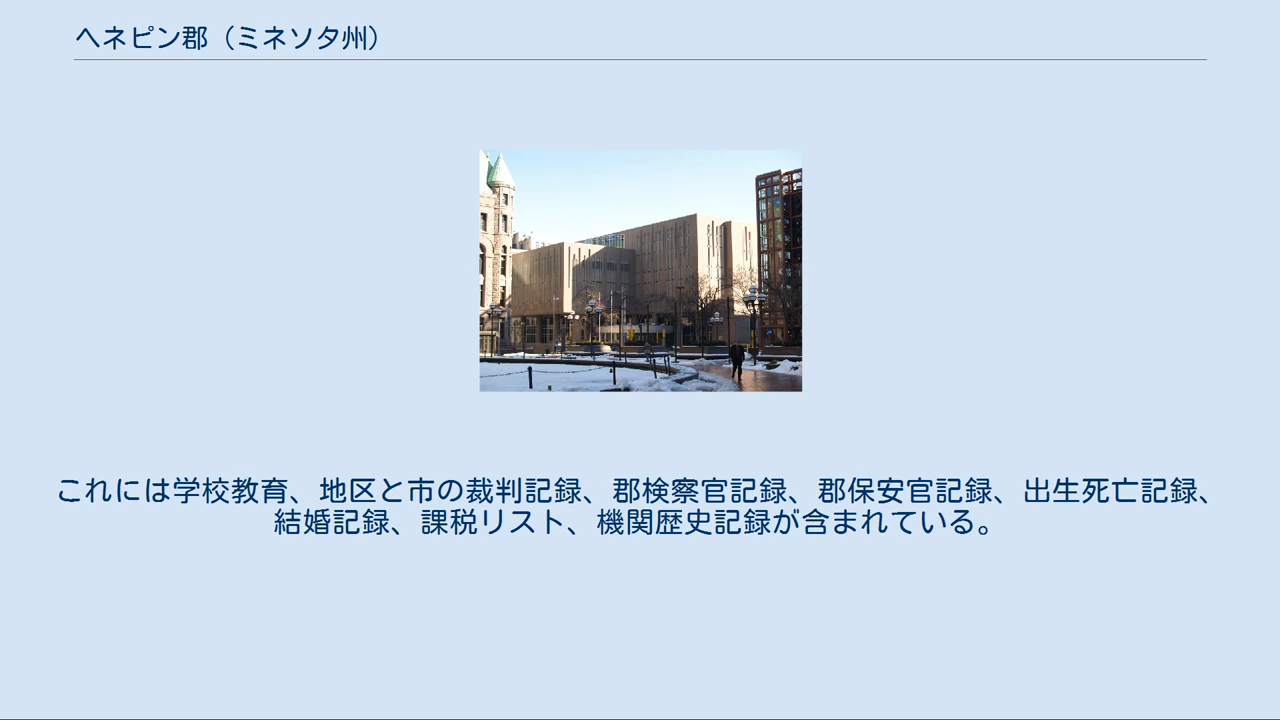 ヘネピン郡（ミネソタ州）
これには学校教育、地区と市の裁判記録、郡検察官記録、郡保安官記録、出生死亡記録、
結婚記録、課税リスト、機関歴史記録が含まれている。